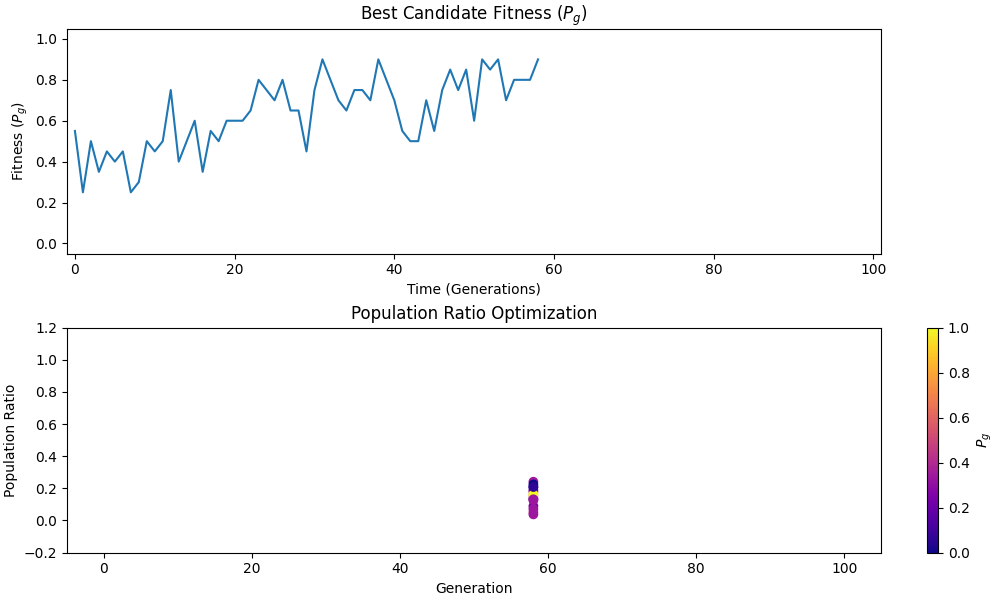 Best Candidate Fitness (P_g)
1.0
0.8
0.6
0.4
0.2
0.0
Fitness (P_g)
0 20 40 60 80 100
Time (Generations)
Population Ratio Optimization
1.2
1.0
0.8
0.6
0.4
0.2
0.0
−0.2
Population Ratio
0 20 40 60 80 100
Generation
1.0
0.8
0.6
0.4
0.2
0.0
P_g